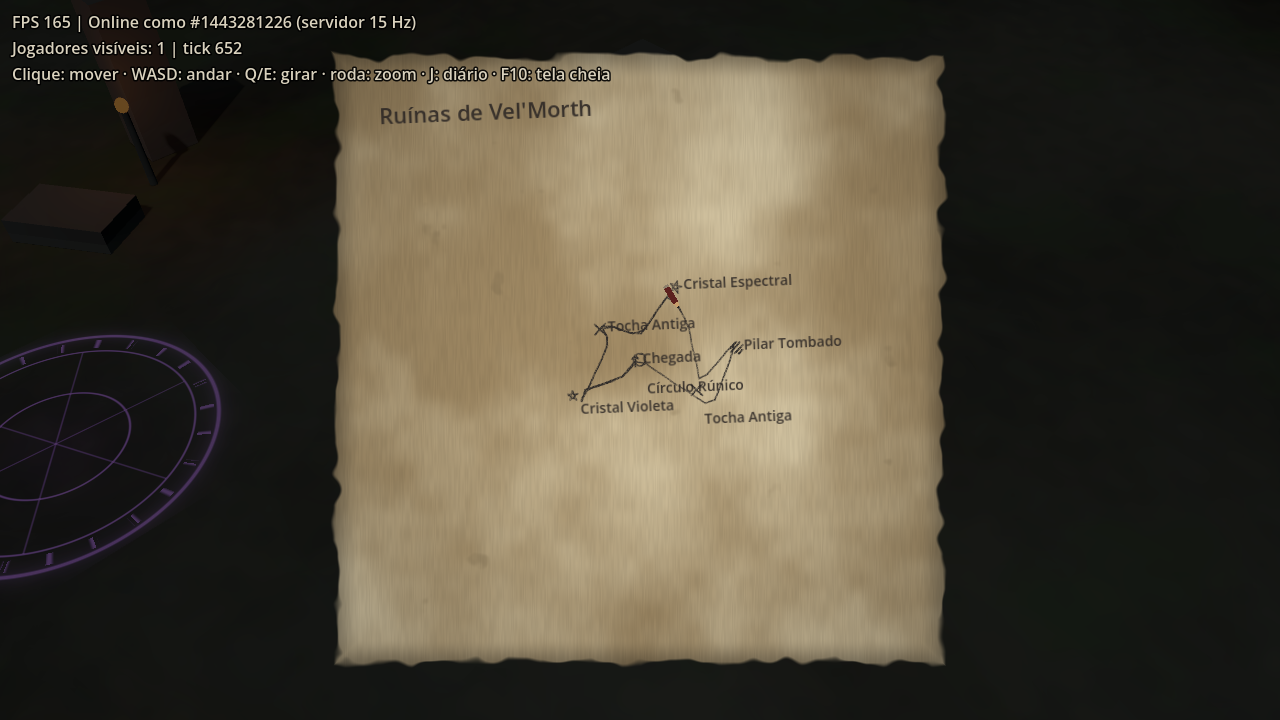 FPS 165 | Online como #1443281226 (servidor 15 Hz)
Jogadores visíveis: 1 | tick 652
Clique: mover · WASD: andar · Q/E: girar · roda: zoom · J: diário · F10: tela cheia
Ruínas de Vel'Morth
Cristal Espectral
Tocha Antiga
Pilar Tombado
Chegada
Círculo Rúnico
Cristal Violeta
Tocha Antiga